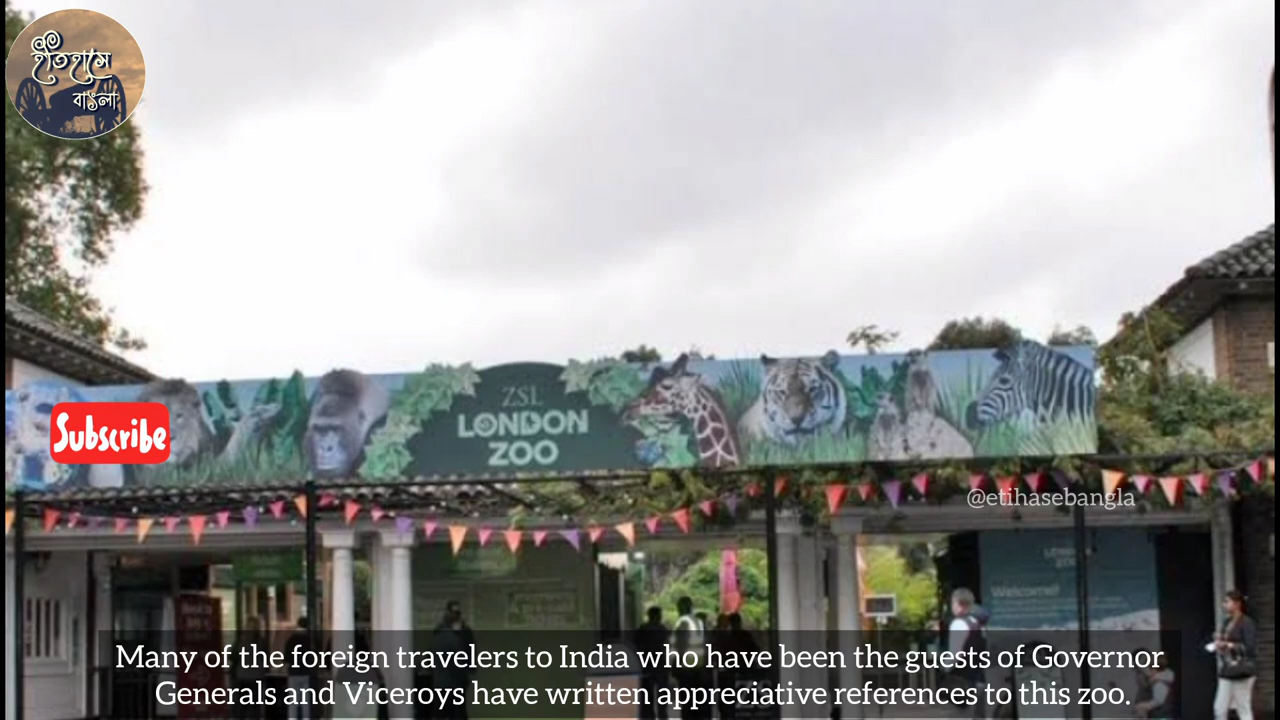 ইতিহাসে
বাংলা
ZSL
LONDON
ZOO
Subscribe
@etihasebangla
Welcome!
Many of the foreign travelers to India who have been the guests of Governor
Generals and Viceroys have written appreciative references to this zoo.